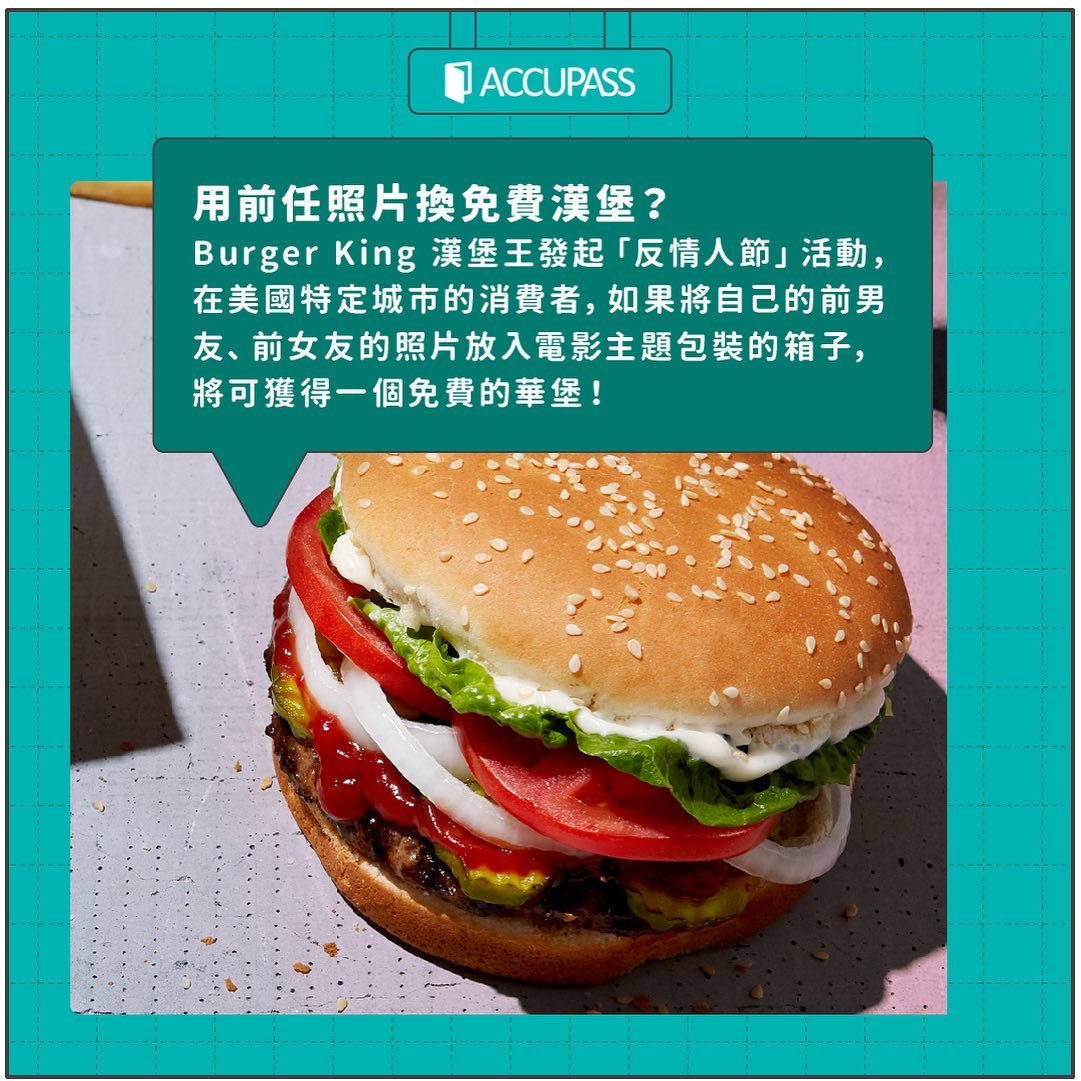 ACCUPASS
用前任照片換免費漢堡？
Burger King 漢堡王發起「反情人節」活動，
在美國特定城市的消費者，如果將自己的前男
友、前女友的照片放入電影主題包裝的箱子，
將可獲得一個免費的華堡！